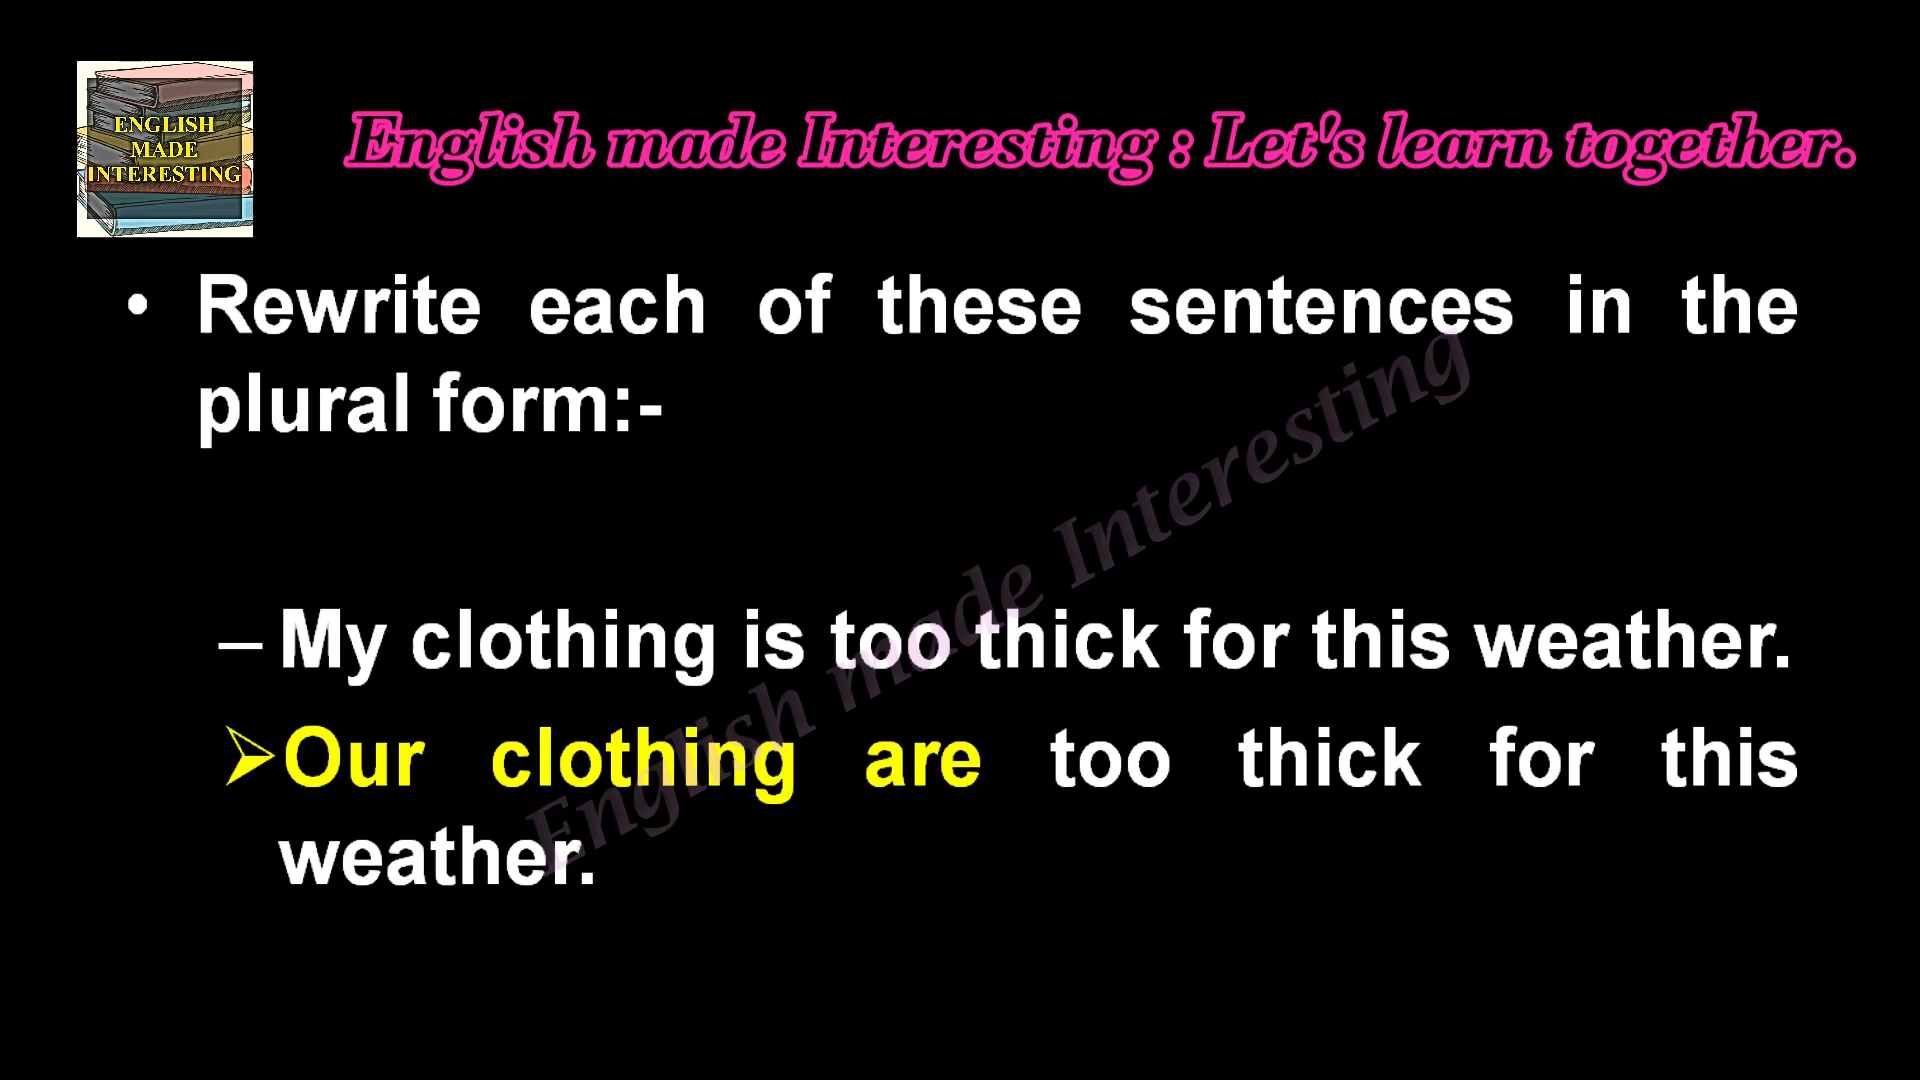 ENGLISH
MADE
INTERESTING
English made Interesting : Let's learn together.
• Rewrite each of these sentences in the
plural form:-
– My clothing is too thick for this weather.
➢Our clothing are too thick for this
weather.
English made Interesting